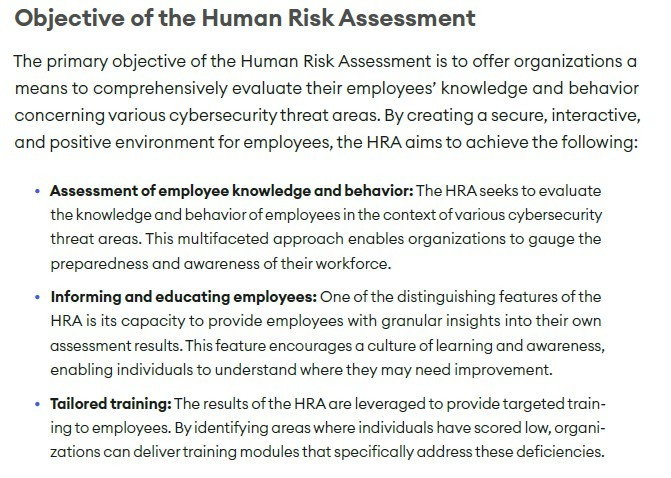 Objective of the Human Risk Assessment
The primary objective of the Human Risk Assessment is to offer organizations a
means to comprehensively evaluate their employees’ knowledge and behavior
concerning various cybersecurity threat areas. By creating a secure, interactive,
and positive environment for employees, the HRA aims to achieve the following:
• Assessment of employee knowledge and behavior: The HRA seeks to evaluate
the knowledge and behavior of employees in the context of various cybersecurity
threat areas. This multifaceted approach enables organizations to gauge the
preparedness and awareness of their workforce.
• Informing and educating employees: One of the distinguishing features of the
HRA is its capacity to provide employees with granular insights into their own
assessment results. This feature encourages a culture of learning and awareness,
enabling individuals to understand where they may need improvement.
• Tailored training: The results of the HRA are leveraged to provide targeted train-
ing to employees. By identifying areas where individuals have scored low, organi-
zations can deliver training modules that specifically address these deficiencies.